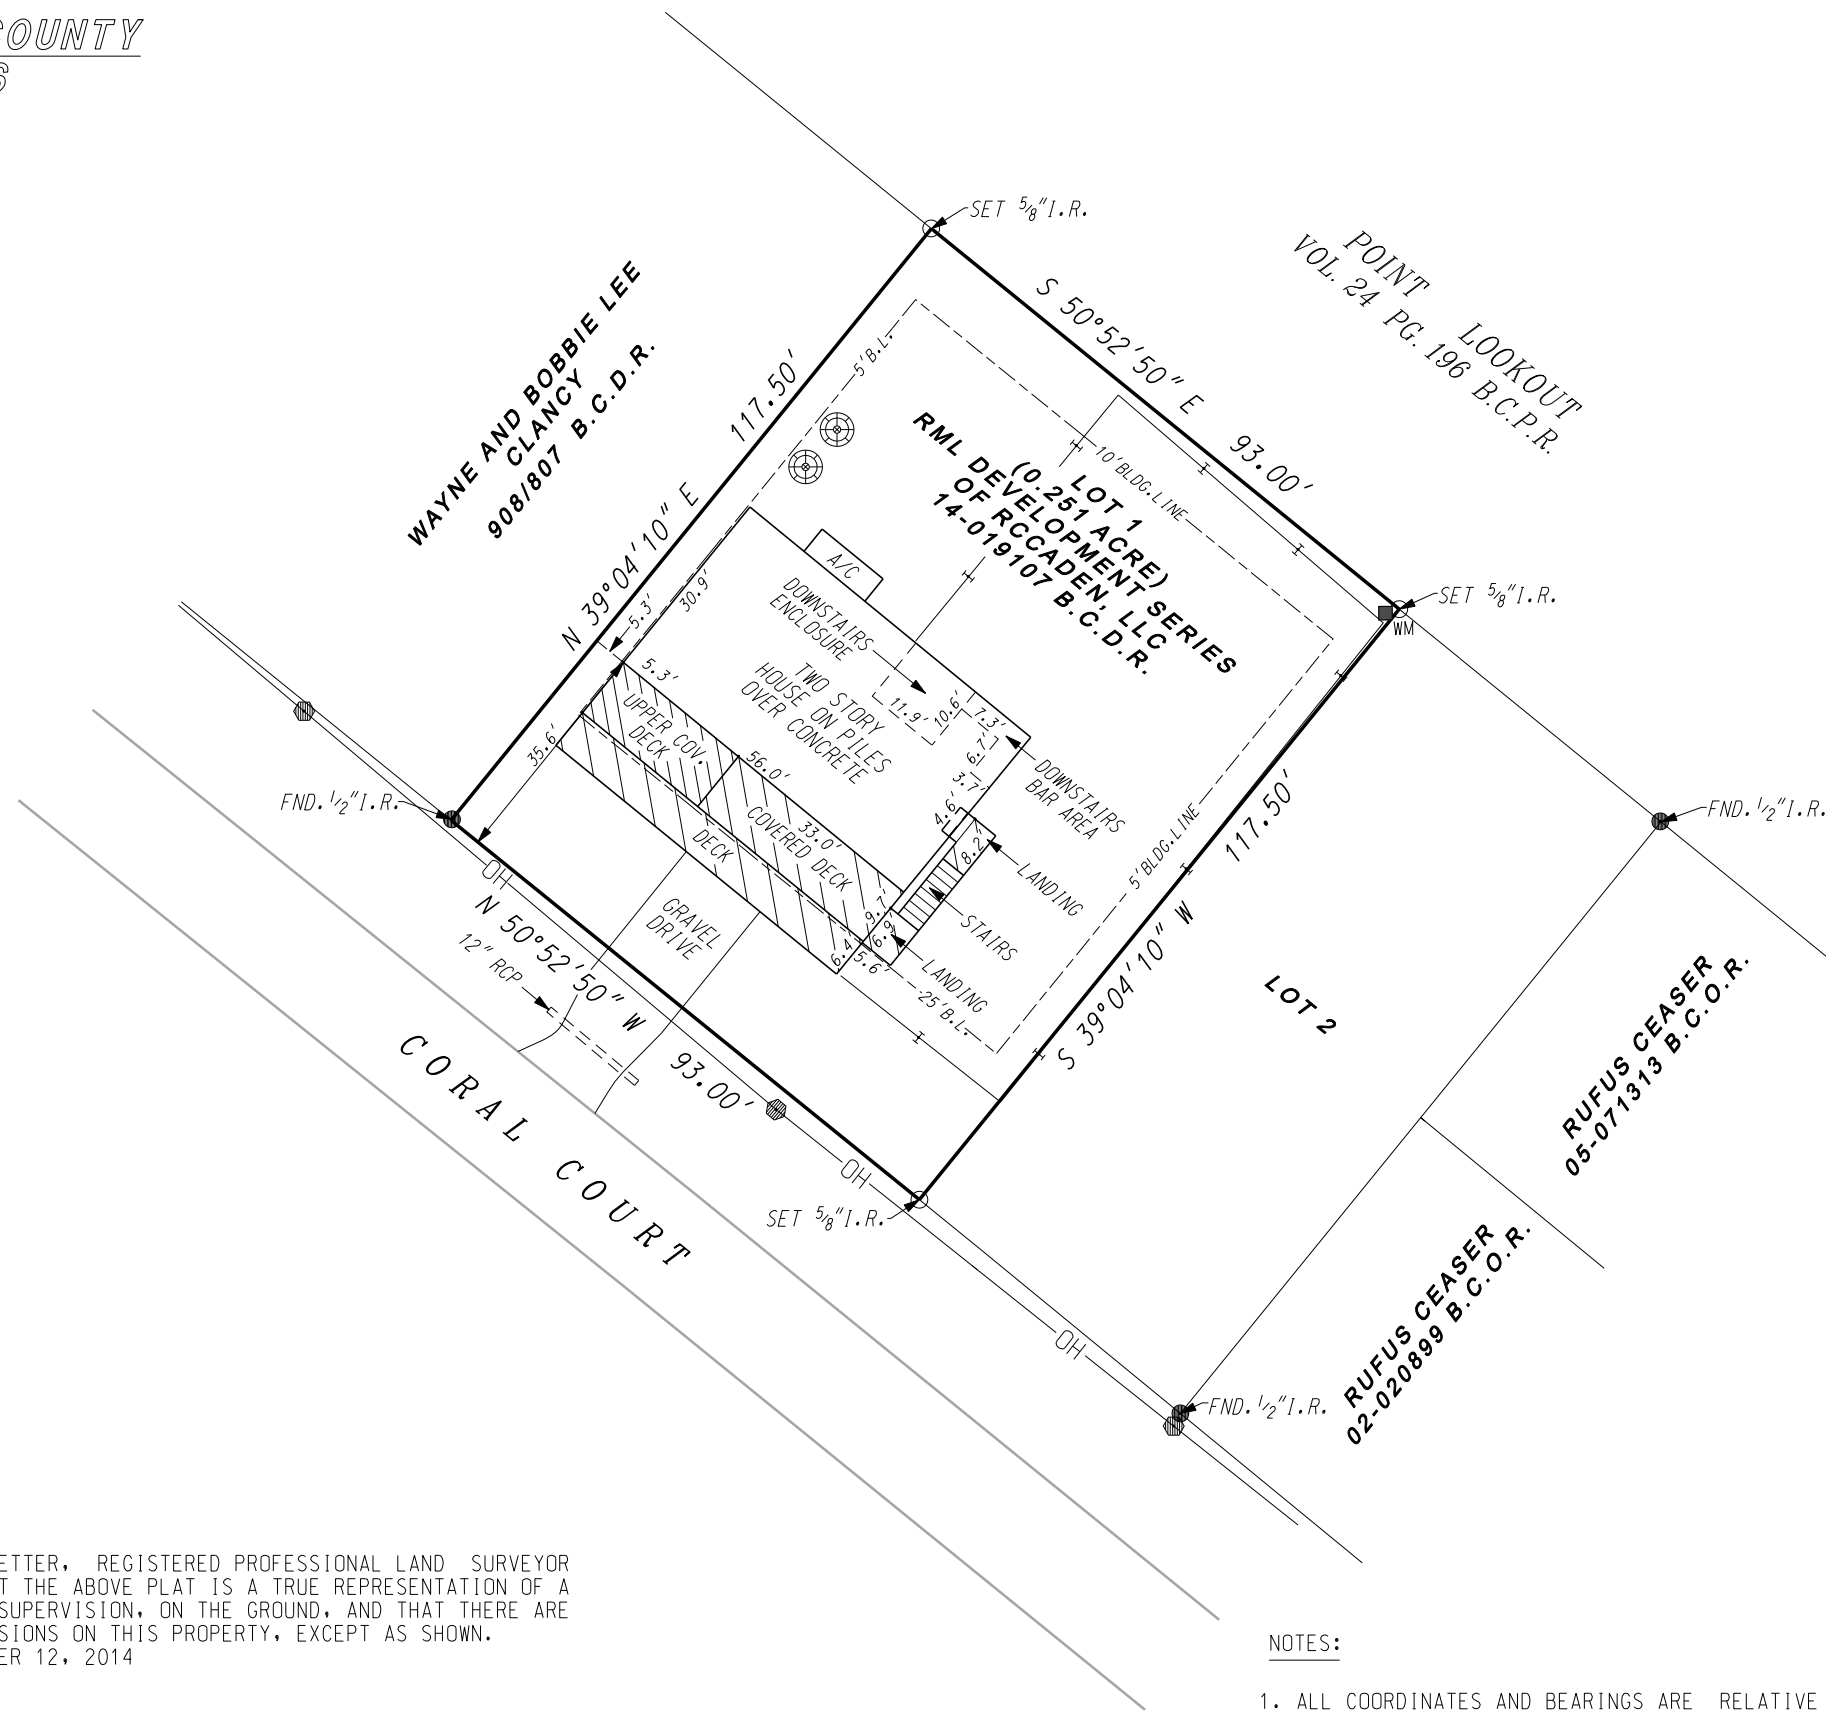 COUNTY
S
SET 5/8" I.R.
POINT LOOKOUT
VOL. 24 PG. 196 B.C.P.R.
WAYNE AND BOBBIE LEE
CLANCY
908/807 B.C.D.R.
S 50°52'50" E 93.00'
N 39°04'10" E 117.50'
5'B.L.
10'BLDG.LINE
LOT 1
(0.251 ACRE)
RML DEVELOPMENT SERIES
OF RCCADEN, LLC
14-019107 B.C.D.R.
SET 5/8" I.R.
WM
A/C
DOWNSTAIRS
ENCLOSURE
TWO STORY
HOUSE ON PILES
OVER CONCRETE
30.9'
5.3'
5.3'
11.9'
10.6'
7.3'
6.7'
3.7'
4.6'
8.2'
DOWNSTAIRS
BAR AREA
UPPER COV.
DECK
56.0'
COVERED DECK
33.0'
DECK
35.6'
9.7'
6.9'
6.4'
5.6'
LANDING
STAIRS
LANDING
25'B.L.
5'BLDG.LINE
S 39°04'10" W 117.50'
FND. 1/2" I.R.
FND. 1/2" I.R.
OH
N 50°52'50" W 93.00'
12" RCP
GRAVEL
DRIVE
LOT 2
CORAL COURT
OH
SET 5/8" I.R.
RUFUS CEASER
05-071313 B.C.O.R.
RUFUS CEASER
02-020899 B.C.O.R.
OH
FND. 1/2" I.R.
ETTER, REGISTERED PROFESSIONAL LAND SURVEYOR
T THE ABOVE PLAT IS A TRUE REPRESENTATION OF A
SUPERVISION, ON THE GROUND, AND THAT THERE ARE
SIONS ON THIS PROPERTY, EXCEPT AS SHOWN.
ER 12, 2014
NOTES:
1. ALL COORDINATES AND BEARINGS ARE RELATIVE